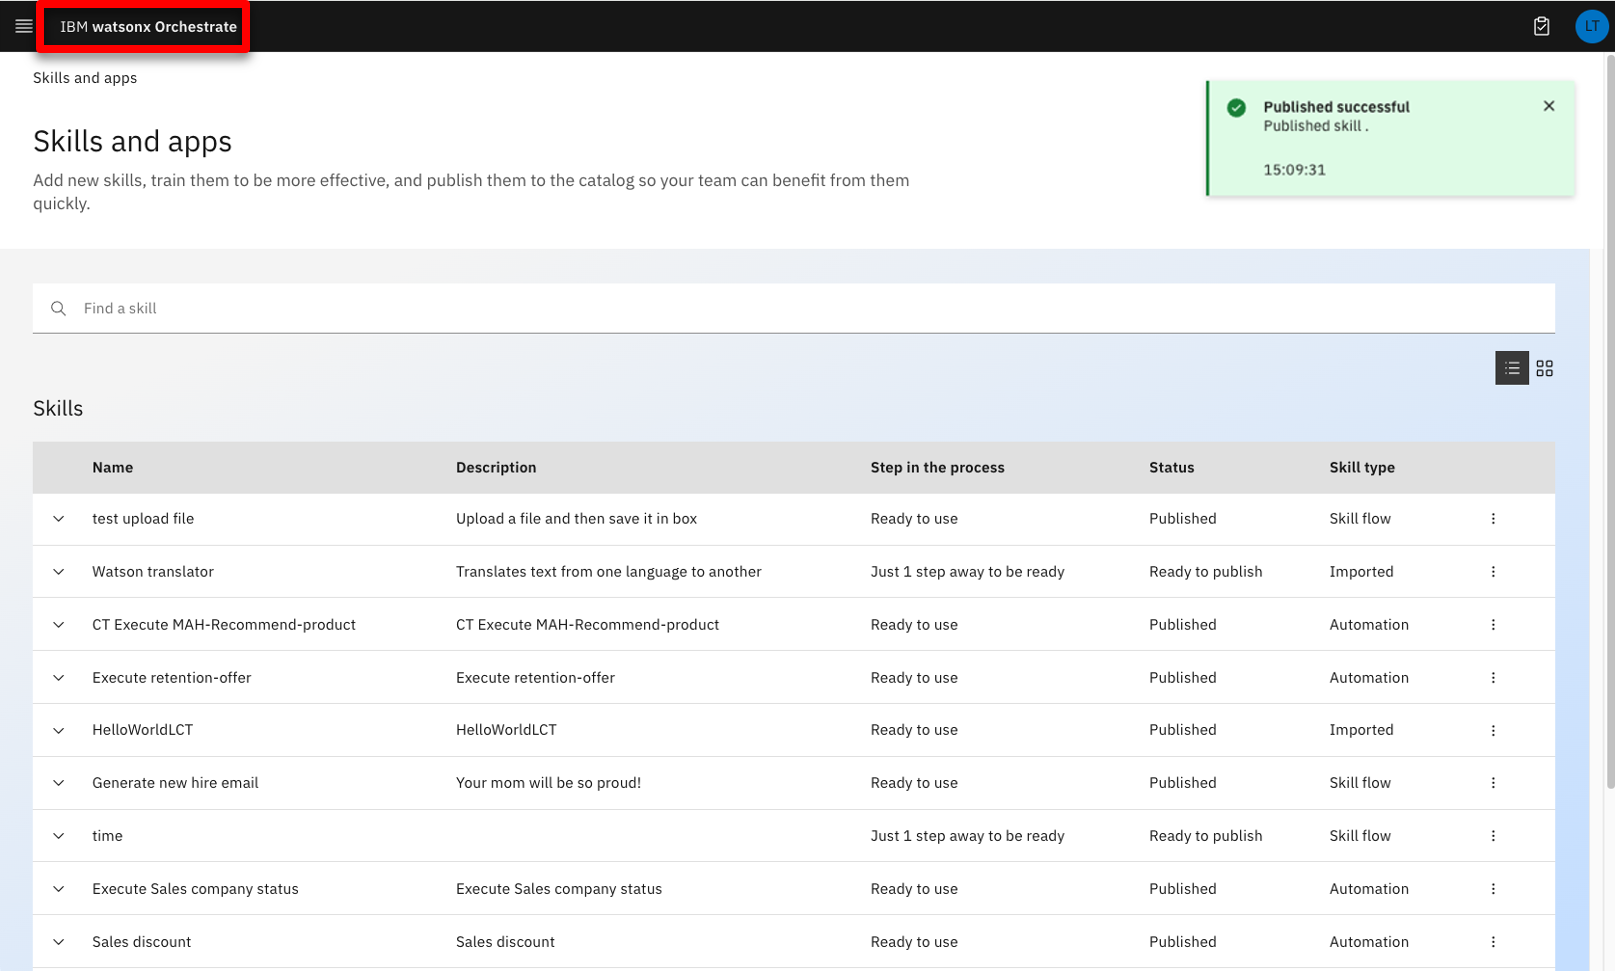 IBM watsonx Orchestrate
LT
Skills and apps
Published successful
Published skill .
15:09:31
Skills and apps
Add new skills, train them to be more effective, and publish them to the catalog so your team can benefit from them
quickly.
Find a skill
Skills
Name Description Step in the process Status Skill type
test upload file Upload a file and then save it in box Ready to use Published Skill flow
Watson translator Translates text from one language to another Just 1 step away to be ready Ready to publish Imported
CT Execute MAH-Recommend-product CT Execute MAH-Recommend-product Ready to use Published Automation
Execute retention-offer Execute retention-offer Ready to use Published Automation
HelloWorldLCT HelloWorldLCT Ready to use Published Imported
Generate new hire email Your mom will be so proud! Ready to use Published Skill flow
time Just 1 step away to be ready Ready to publish Skill flow
Execute Sales company status Execute Sales company status Ready to use Published Automation
Sales discount Sales discount Ready to use Published Automation